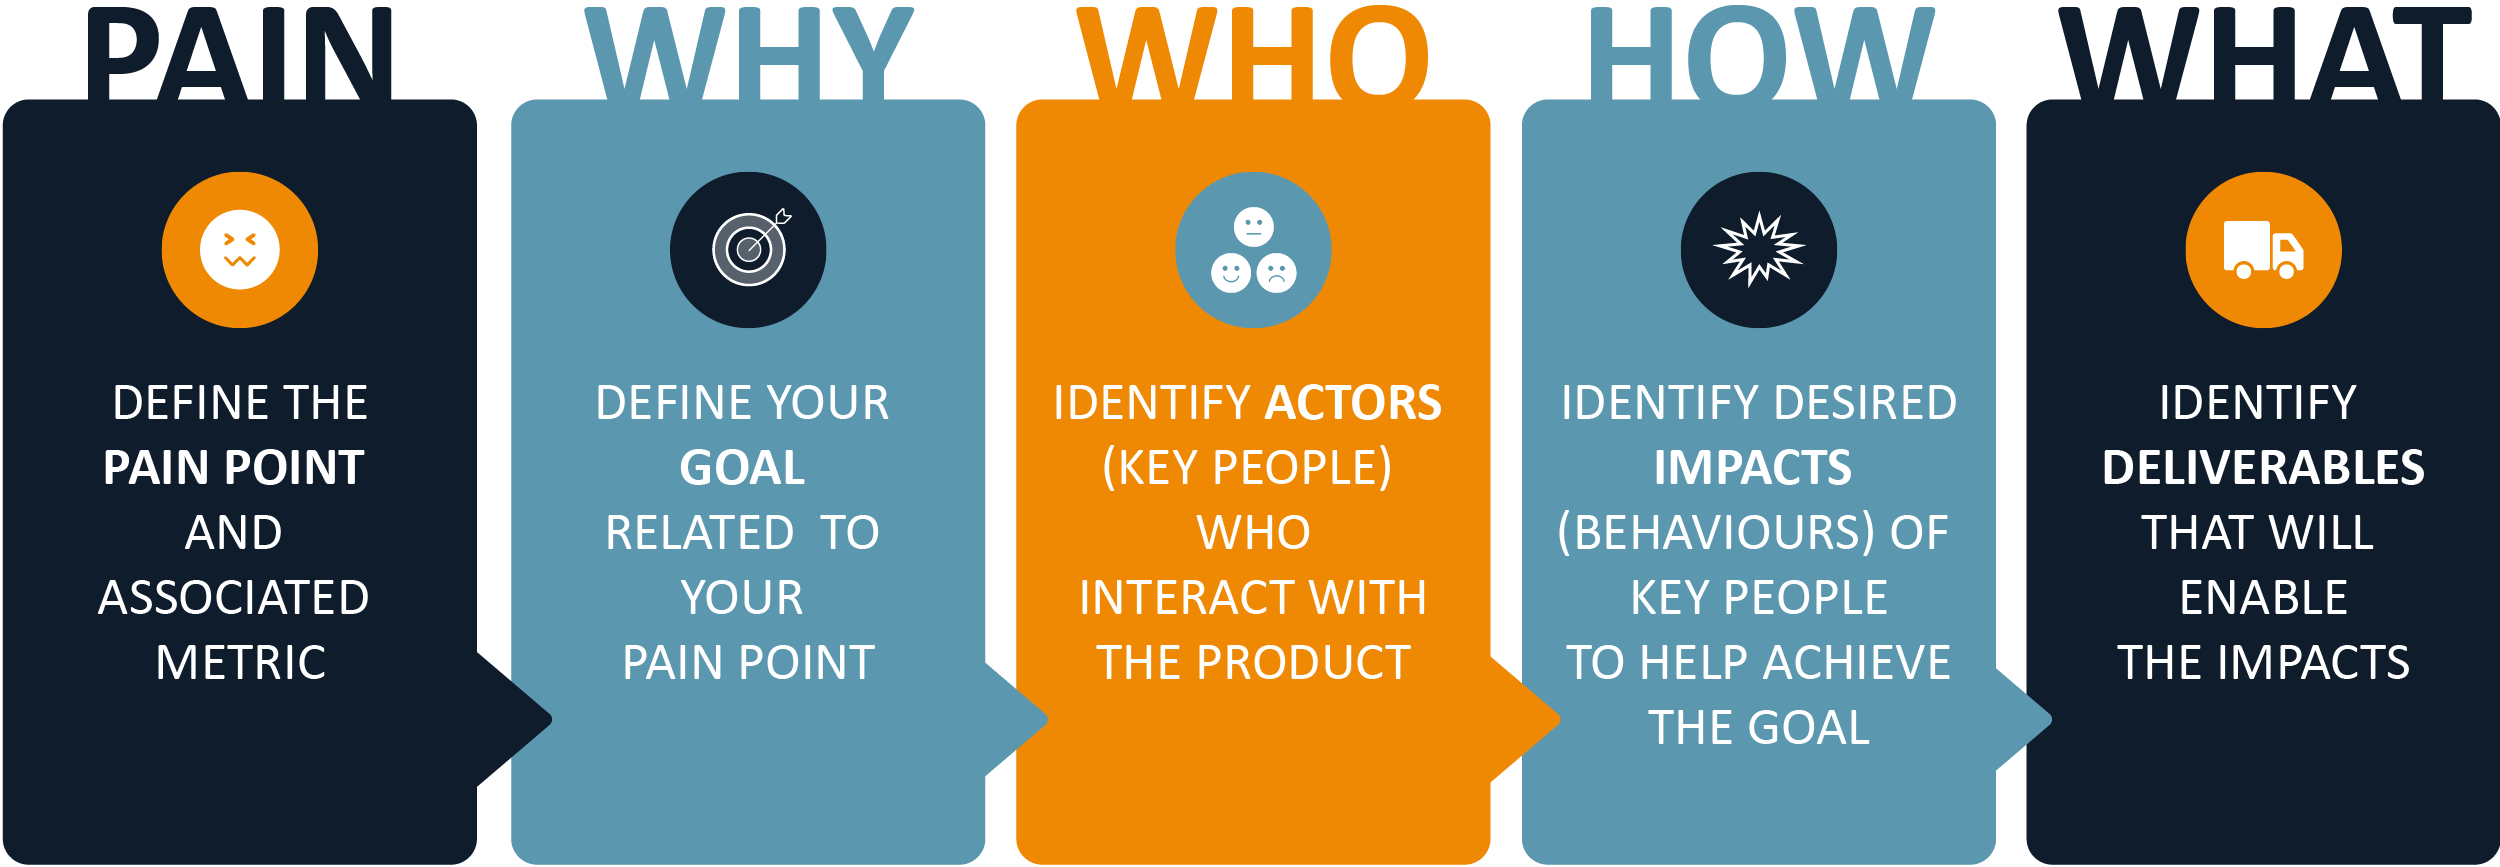 PAIN
DEFINE THE
PAIN POINT
AND
ASSOCIATED
METRIC
WHY
DEFINE YOUR
GOAL
RELATED TO
YOUR
PAIN POINT
WHO
IDENTIFY ACTORS
(KEY PEOPLE)
WHO
INTERACT WITH
THE PRODUCT
HOW
IDENTIFY DESIRED
IMPACTS
(BEHAVIOURS) OF
KEY PEOPLE
TO HELP ACHIEVE
THE GOAL
WHAT
IDENTIFY
DELIVERABLES
THAT WILL
ENABLE
THE IMPACTS